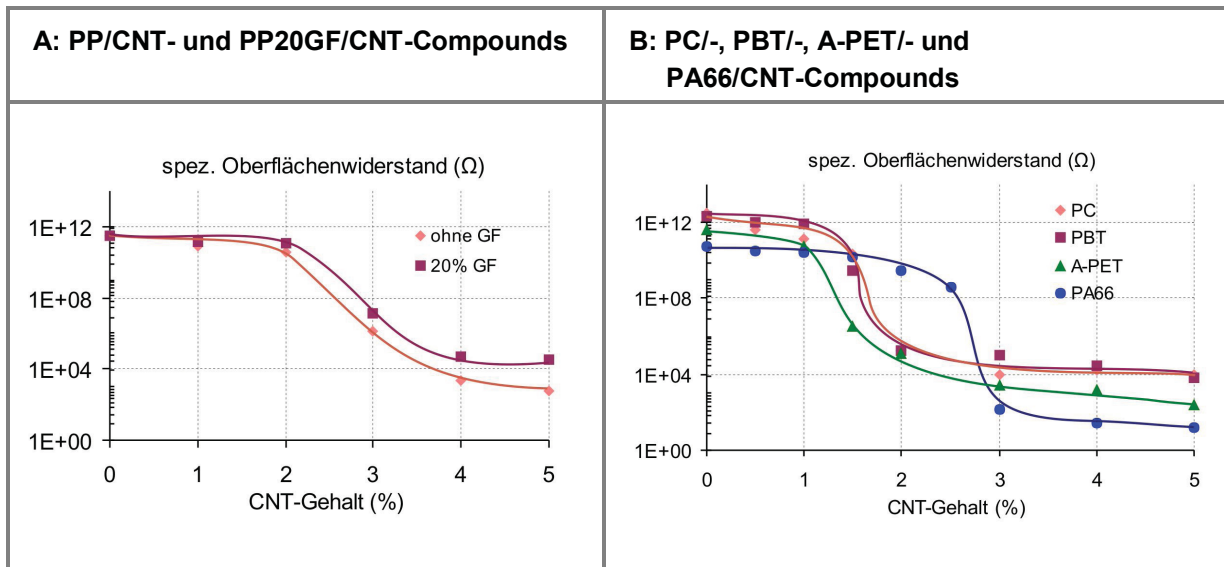 A: PP/CNT- und PP20GF/CNT-Compounds
B: PC/-, PBT/-, A-PET/- und
PA66/CNT-Compounds
spez. Oberflächenwiderstand (Ω)
1E+12
1E+08
1E+04
1E+00
ohne GF
20% GF
0 1 2 3 4 5
CNT-Gehalt (%)
spez. Oberflächenwiderstand (Ω)
1E+12
1E+08
1E+04
1E+00
PC
PBT
A-PET
PA66
0 1 2 3 4 5
CNT-Gehalt (%)